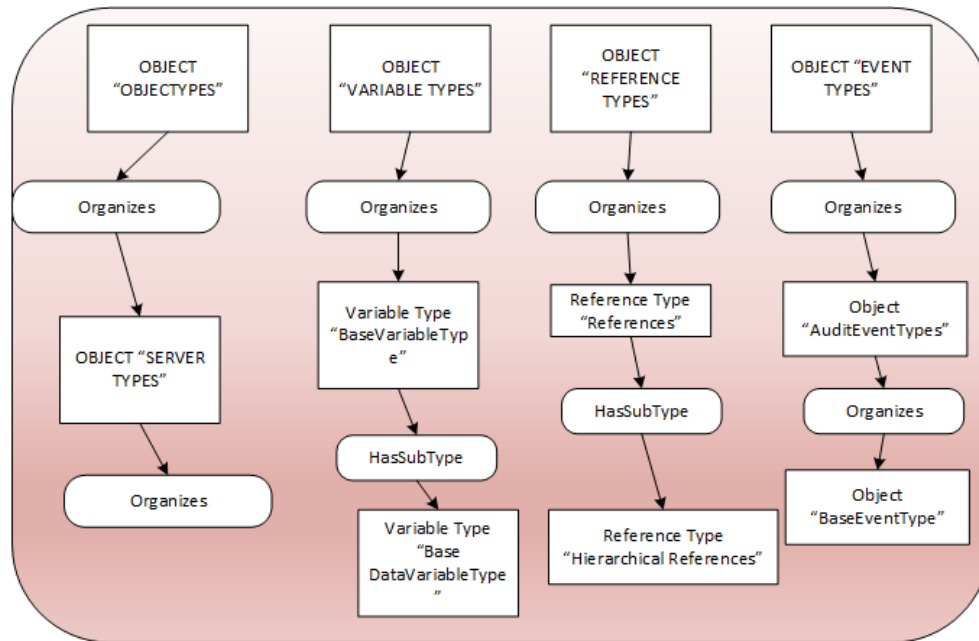 OBJECT
“OBJECTYPES”
Organizes
OBJECT “SERVER
TYPES”
Organizes
OBJECT
“VARIABLE TYPES”
Organizes
Variable Type
“BaseVariableTyp
e”
HasSubType
Variable Type
“Base
DataVariableType
”
OBJECT
“REFERENCE
TYPES”
Organizes
Reference Type
“References”
HasSubType
Reference Type
“Hierarchical References”
OBJECT “EVENT
TYPES”
Organizes
Object
“AuditEventTypes”
Organizes
Object
“BaseEventType”